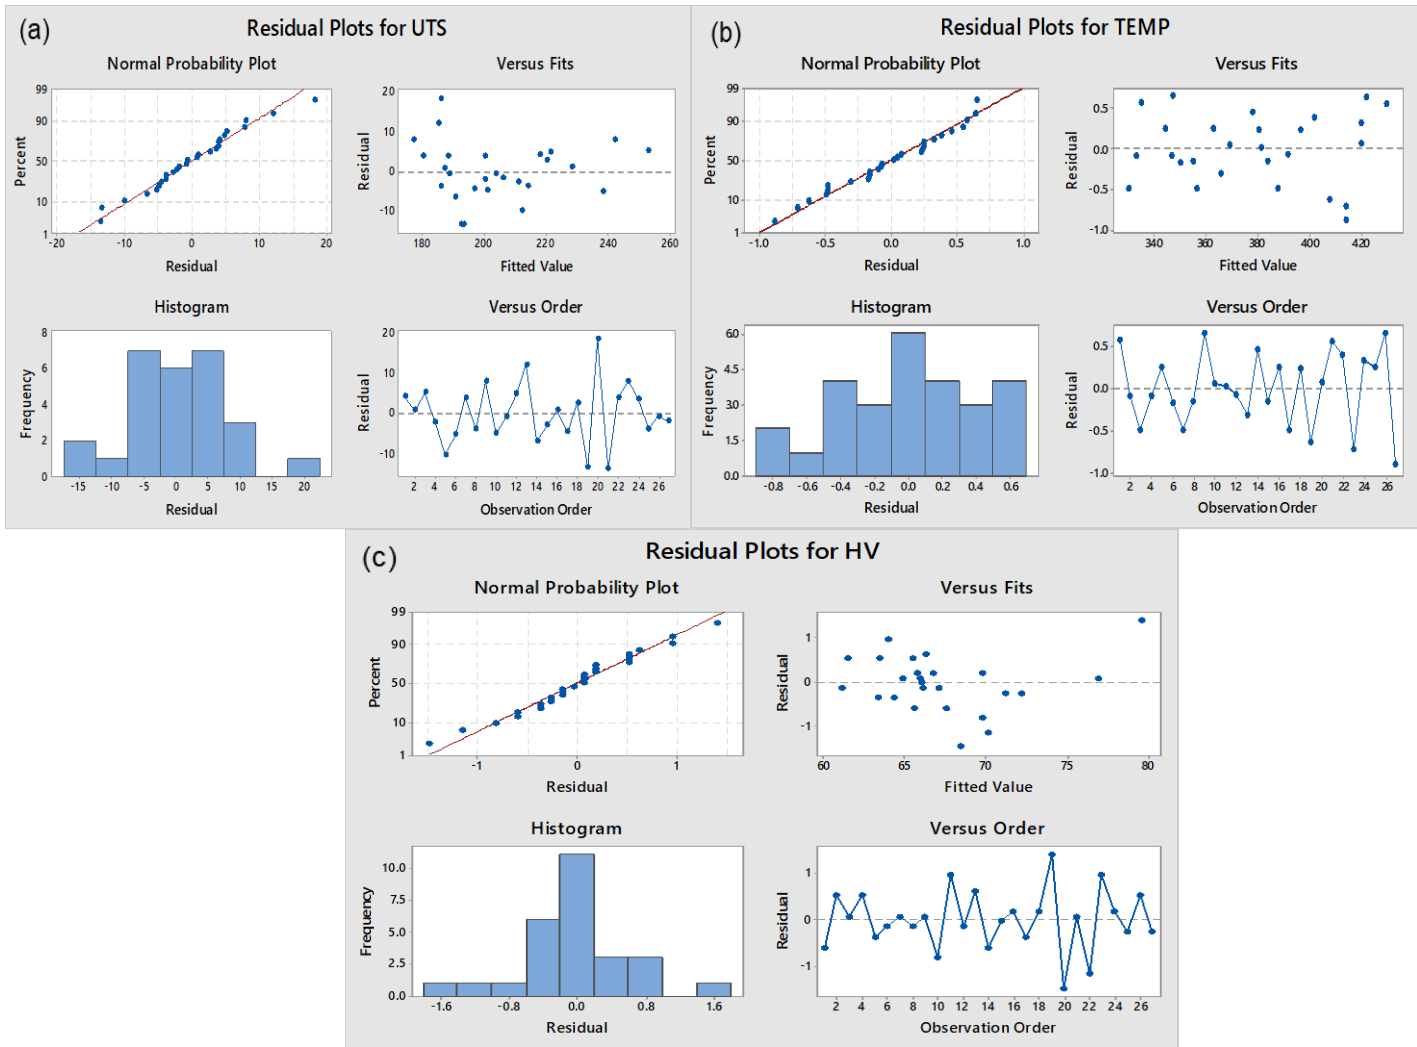 (a)
Residual Plots for UTS
Normal Probability Plot
99
90
50
10
1
Percent
-20 -10 0 10 20
Residual
Versus Fits
20
10
0
-10
Residual
180 200 220 240 260
Fitted Value
Histogram
8
6
4
2
0
Frequency
-15 -10 -5 0 5 10 15 20
Residual
Versus Order
20
10
0
-10
Residual
2 4 6 8 10 12 14 16 18 20 22 24 26
Observation Order
(b)
Residual Plots for TEMP
Normal Probability Plot
99
90
50
10
1
Percent
-1.0 -0.5 0.0 0.5 1.0
Residual
Versus Fits
0.5
0.0
-0.5
-1.0
Residual
340 360 380 400 420
Fitted Value
Histogram
60
4.5
30
1.5
0.0
Frequency
-0.8 -0.6 -0.4 -0.2 0.0 0.2 0.4 0.6
Residual
Versus Order
0.5
0.0
-0.5
-1.0
Residual
2 4 6 8 10 12 14 16 18 20 22 24 26
Observation Order
(c)
Residual Plots for HV
Normal Probability Plot
99
90
50
10
1
Percent
-1 0 1
Residual
Versus Fits
1
0
-1
Residual
60 65 70 75 80
Fitted Value
Histogram
10.0
7.5
5.0
2.5
0.0
Frequency
-1.6 -0.8 0.0 0.8 1.6
Residual
Versus Order
1
0
-1
Residual
2 4 6 8 10 12 14 16 18 20 22 24 26
Observation Order